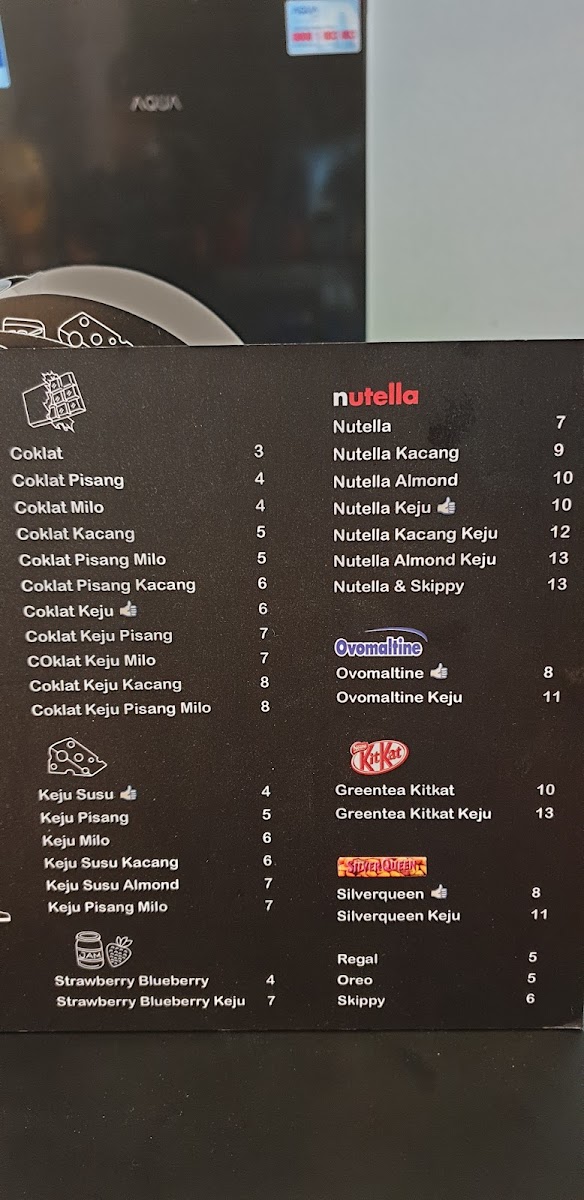 AQUA
Coklat 3
Coklat Pisang 4
Coklat Milo 4
Coklat Kacang 5
Coklat Pisang Milo 5
Coklat Pisang Kacang 6
Coklat Keju 6
Coklat Keju Pisang 7
COklat Keju Milo 7
Coklat Keju Kacang 8
Coklat Keju Pisang Milo 8
Keju Susu 4
Keju Pisang 5
Keju Milo 6
Keju Susu Kacang 6
Keju Susu Almond 7
Keju Pisang Milo 7
JAM
Strawberry Blueberry 4
Strawberry Blueberry Keju 7
nutella
Nutella 7
Nutella Kacang 9
Nutella Almond 10
Nutella Keju 10
Nutella Kacang Keju 12
Nutella Almond Keju 13
Nutella & Skippy 13
Ovomaltine
Ovomaltine 8
Ovomaltine Keju 11
KitKat
Greentea Kitkat 10
Greentea Kitkat Keju 13
SILVER QUEEN
Silverqueen 8
Silverqueen Keju 11
Regal 5
Oreo 5
Skippy 6